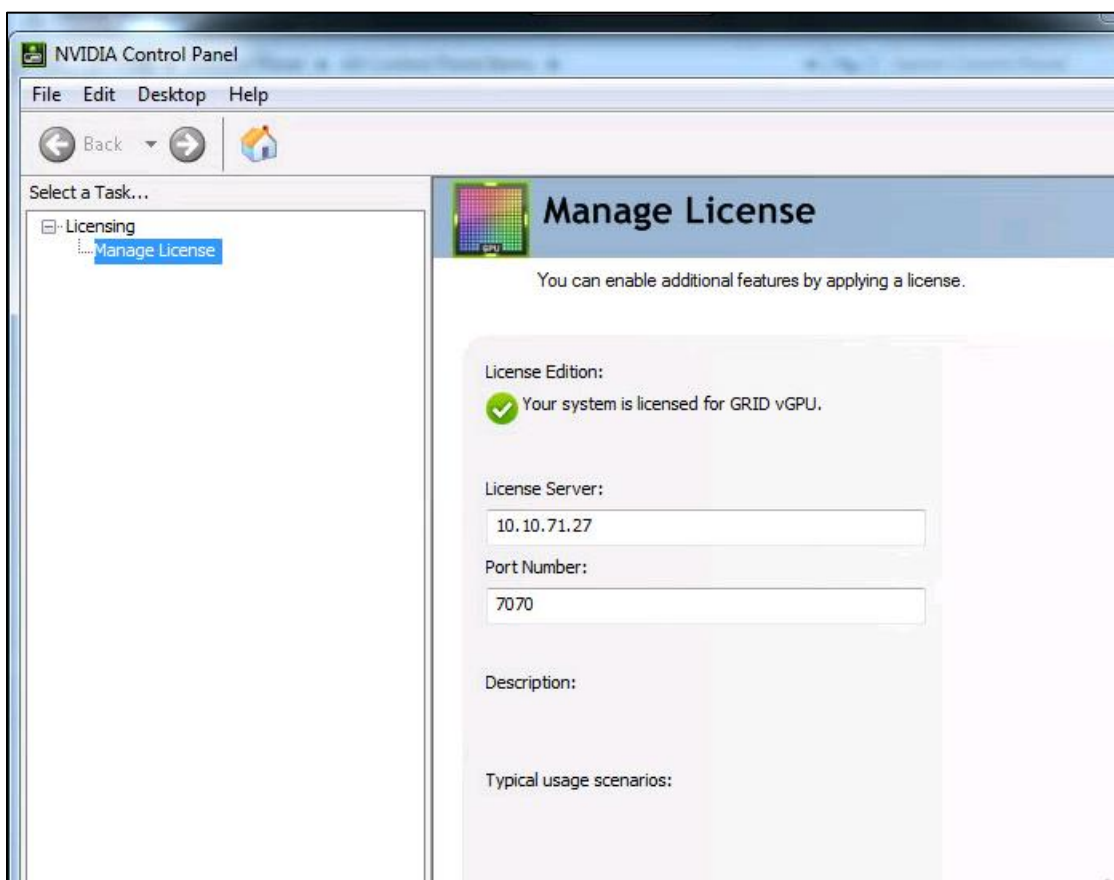 NVIDIA Control Panel
File Edit Desktop Help
Back
Select a Task...
Licensing
Manage License
Manage License
GPU
You can enable additional features by applying a license.
License Edition:
Your system is licensed for GRID vGPU.
License Server:
10.10.71.27
Port Number:
7070
Description:
Typical usage scenarios: